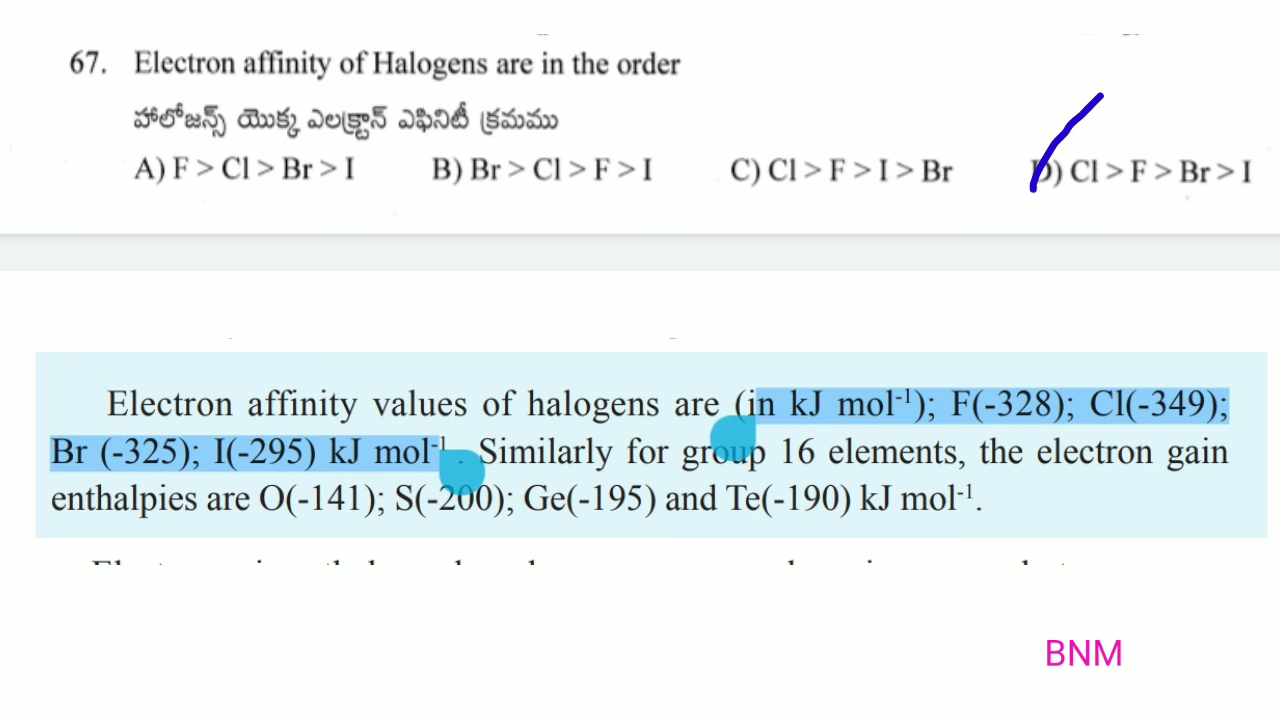 67. Electron affinity of Halogens are in the order
హాలోజన్స్ యొక్క ఎలక్ట్రాన్ ఎఫినిటీ క్రమము
A) F > Cl > Br > I B) Br > Cl > F > I C) Cl > F > I > Br D) Cl > F > Br > I
Electron affinity values of halogens are (in kJ mol⁻¹); F(-328); Cl(-349);
Br (-325); I(-295) kJ mol⁻¹ . Similarly for group 16 elements, the electron gain
enthalpies are O(-141); S(-200); Ge(-195) and Te(-190) kJ mol⁻¹.
BNM